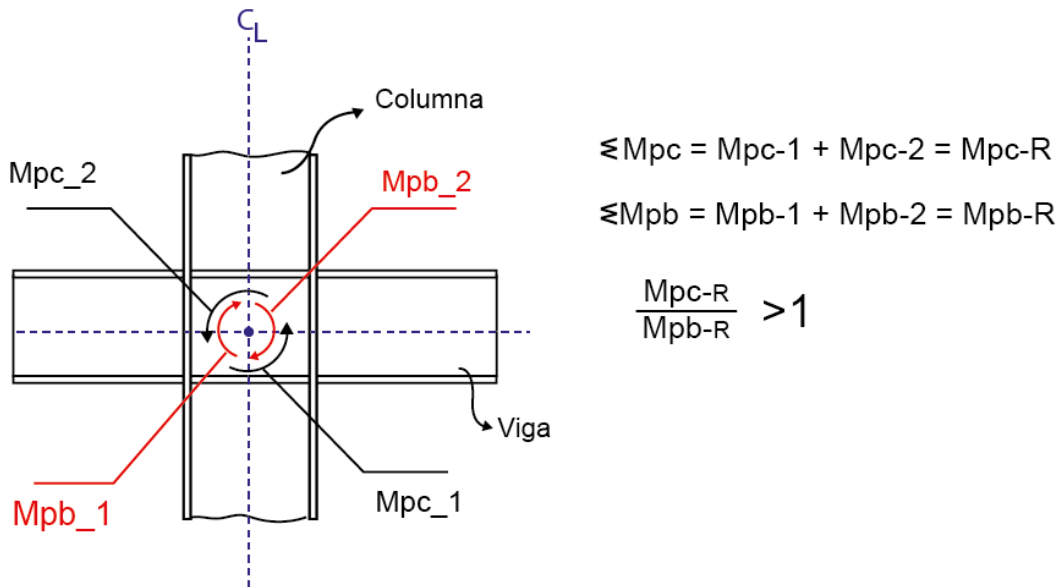 CL
Columna
Mpc_2
Mpb_2
Mpb_1
Mpc_1
Viga
⪪Mpc = Mpc-1 + Mpc-2 = Mpc-R
⪪Mpb = Mpb-1 + Mpb-2 = Mpb-R
Mpc-R
Mpb-R
>1